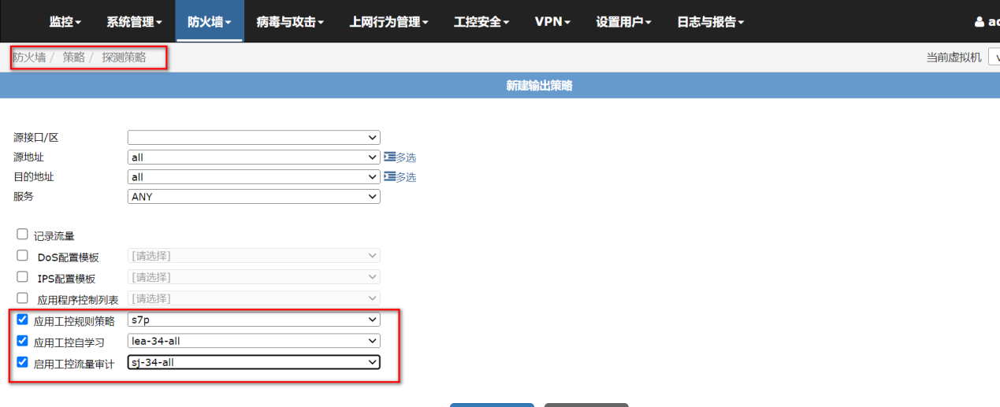 监控 系统管理 防火墙 病毒与攻击 上网行为管理 工控安全 VPN 设置用户 日志与报告
防火墙 / 策略 / 探测策略 当前虚拟机
新建输出策略
源接口/区
源地址 all 多选
目的地址 all 多选
服务 ANY
记录流量
DoS配置模板 [请选择]
IPS配置模板 [请选择]
应用程序控制列表 [请选择]
应用工控规则策略 s7p
应用工控自学习 lea-34-all
启用工控流量审计 sj-34-all